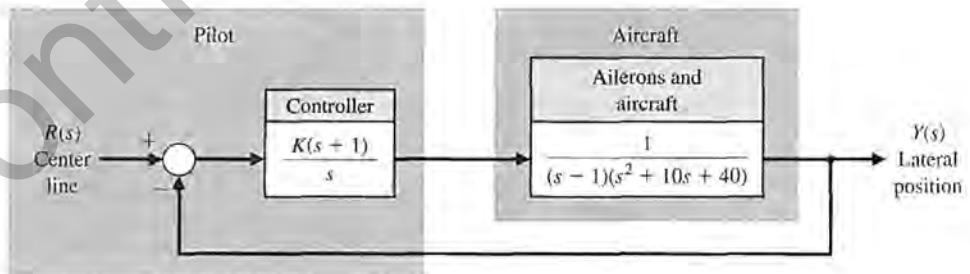 Pilot
Aircraft
Controller
K(s + 1)
s
Ailerons and
aircraft
1
(s − 1)(s² + 10s + 40)
R(s)
Center
line
+
−
Y(s)
Lateral
position